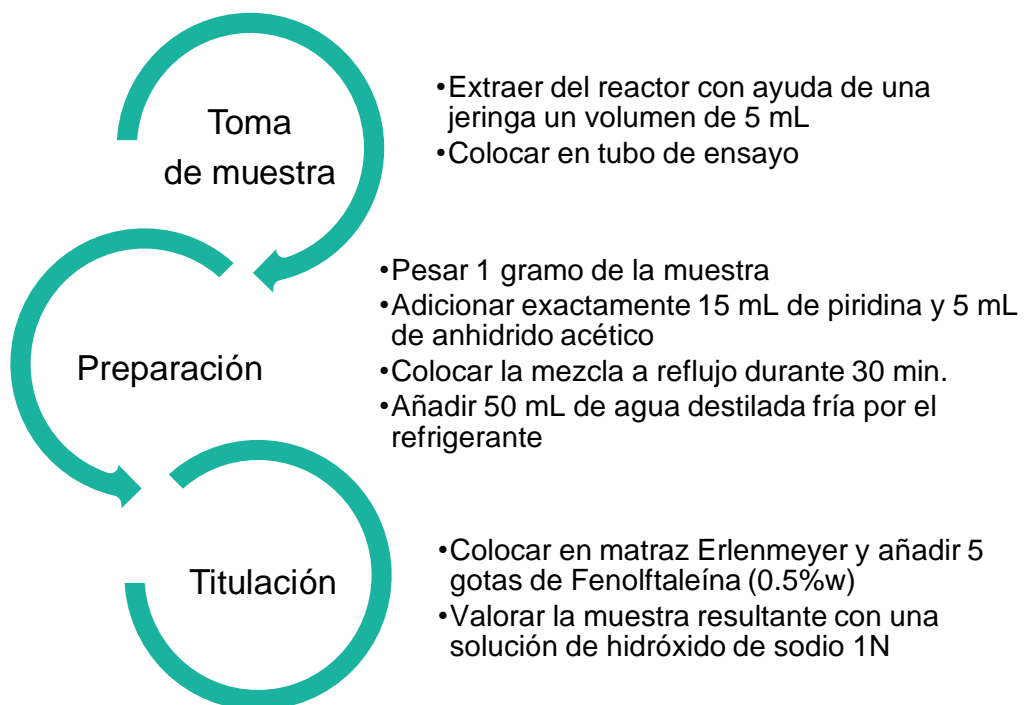 Toma
de muestra
•Extraer del reactor con ayuda de una
jeringa un volumen de 5 mL
•Colocar en tubo de ensayo
Preparación
•Pesar 1 gramo de la muestra
•Adicionar exactamente 15 mL de piridina y 5 mL
de anhidrido acético
•Colocar la mezcla a reflujo durante 30 min.
•Añadir 50 mL de agua destilada fría por el
refrigerante
Titulación
•Colocar en matraz Erlenmeyer y añadir 5
gotas de Fenolftaleína (0.5%w)
•Valorar la muestra resultante con una
solución de hidróxido de sodio 1N